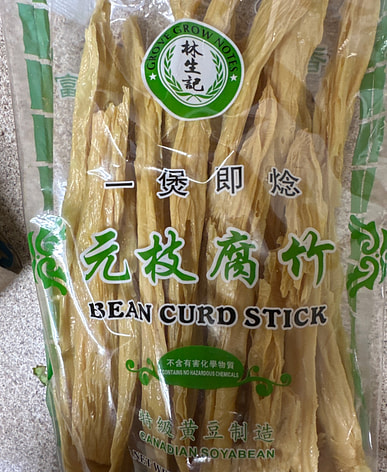 GROVE GROW NOTES
林生記
一煲即焾
元枝腐竹
BEAN CURD STICK
不含有害化學物質
CONTAINS NO HAZARDOUS CHEMICALS
特級黄豆制造
CANADIAN SOYABEAN